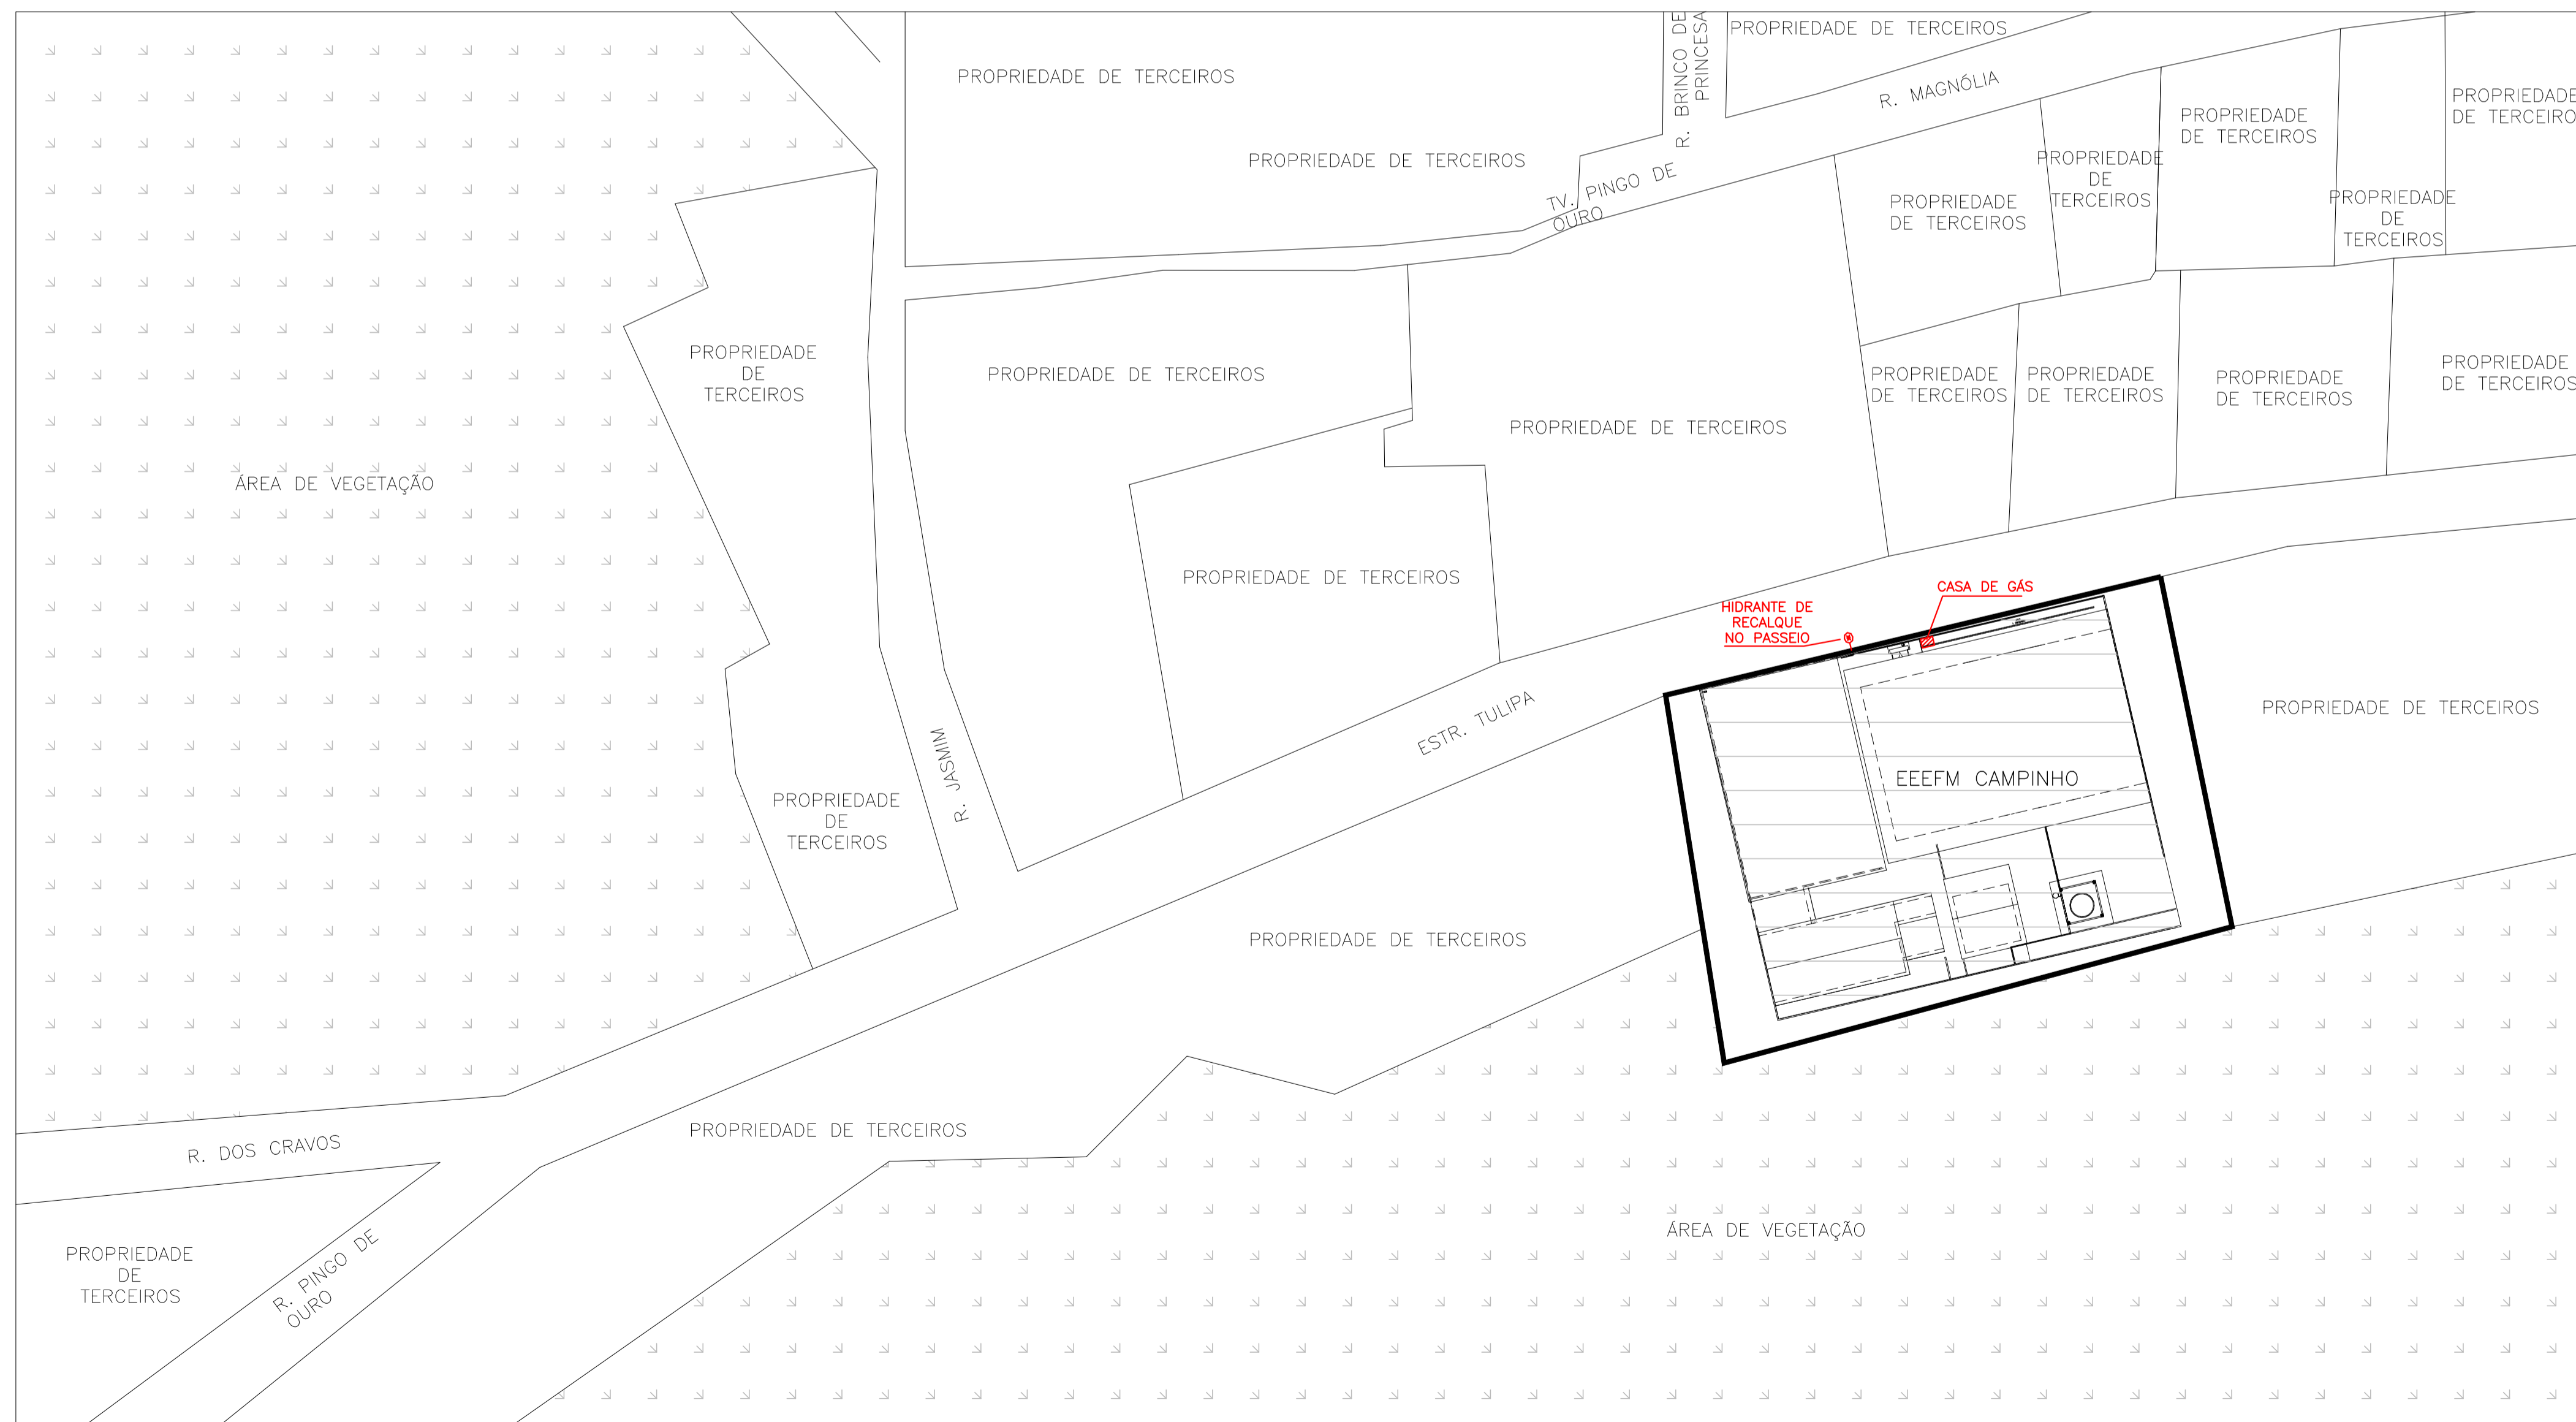 R. BRINCO DE
PRINCESA
PROPRIEDADE DE TERCEIROS
PROPRIEDADE DE TERCEIROS
R. MAGNÓLIA
PROPRIEDADE
DE TERCEIRO
PROPRIEDADE
DE TERCEIROS
PROPRIEDADE DE TERCEIROS
PROPRIEDADE
DE
TERCEIROS
TV. PINGO DE
OURO
PROPRIEDADE
DE TERCEIROS
PROPRIEDADE
DE
TERCEIROS
PROPRIEDADE
DE
TERCEIROS
PROPRIEDADE DE TERCEIROS
PROPRIEDADE
DE TERCEIROS
PROPRIEDADE
DE TERCEIROS
PROPRIEDADE
DE TERCEIROS
PROPRIEDADE
DE TERCEIROS
PROPRIEDADE DE TERCEIROS
ÁREA DE VEGETAÇÃO
PROPRIEDADE DE TERCEIROS
CASA DE GÁS
HIDRANTE DE
RECALQUE
NO PASSEIO
ESTR. TULIPA
PROPRIEDADE DE TERCEIROS
R. JASMIM
EEEFM CAMPINHO
PROPRIEDADE
DE
TERCEIROS
PROPRIEDADE DE TERCEIROS
PROPRIEDADE DE TERCEIROS
R. DOS CRAVOS
ÁREA DE VEGETAÇÃO
PROPRIEDADE
DE
TERCEIROS
R. PINGO DE
OURO